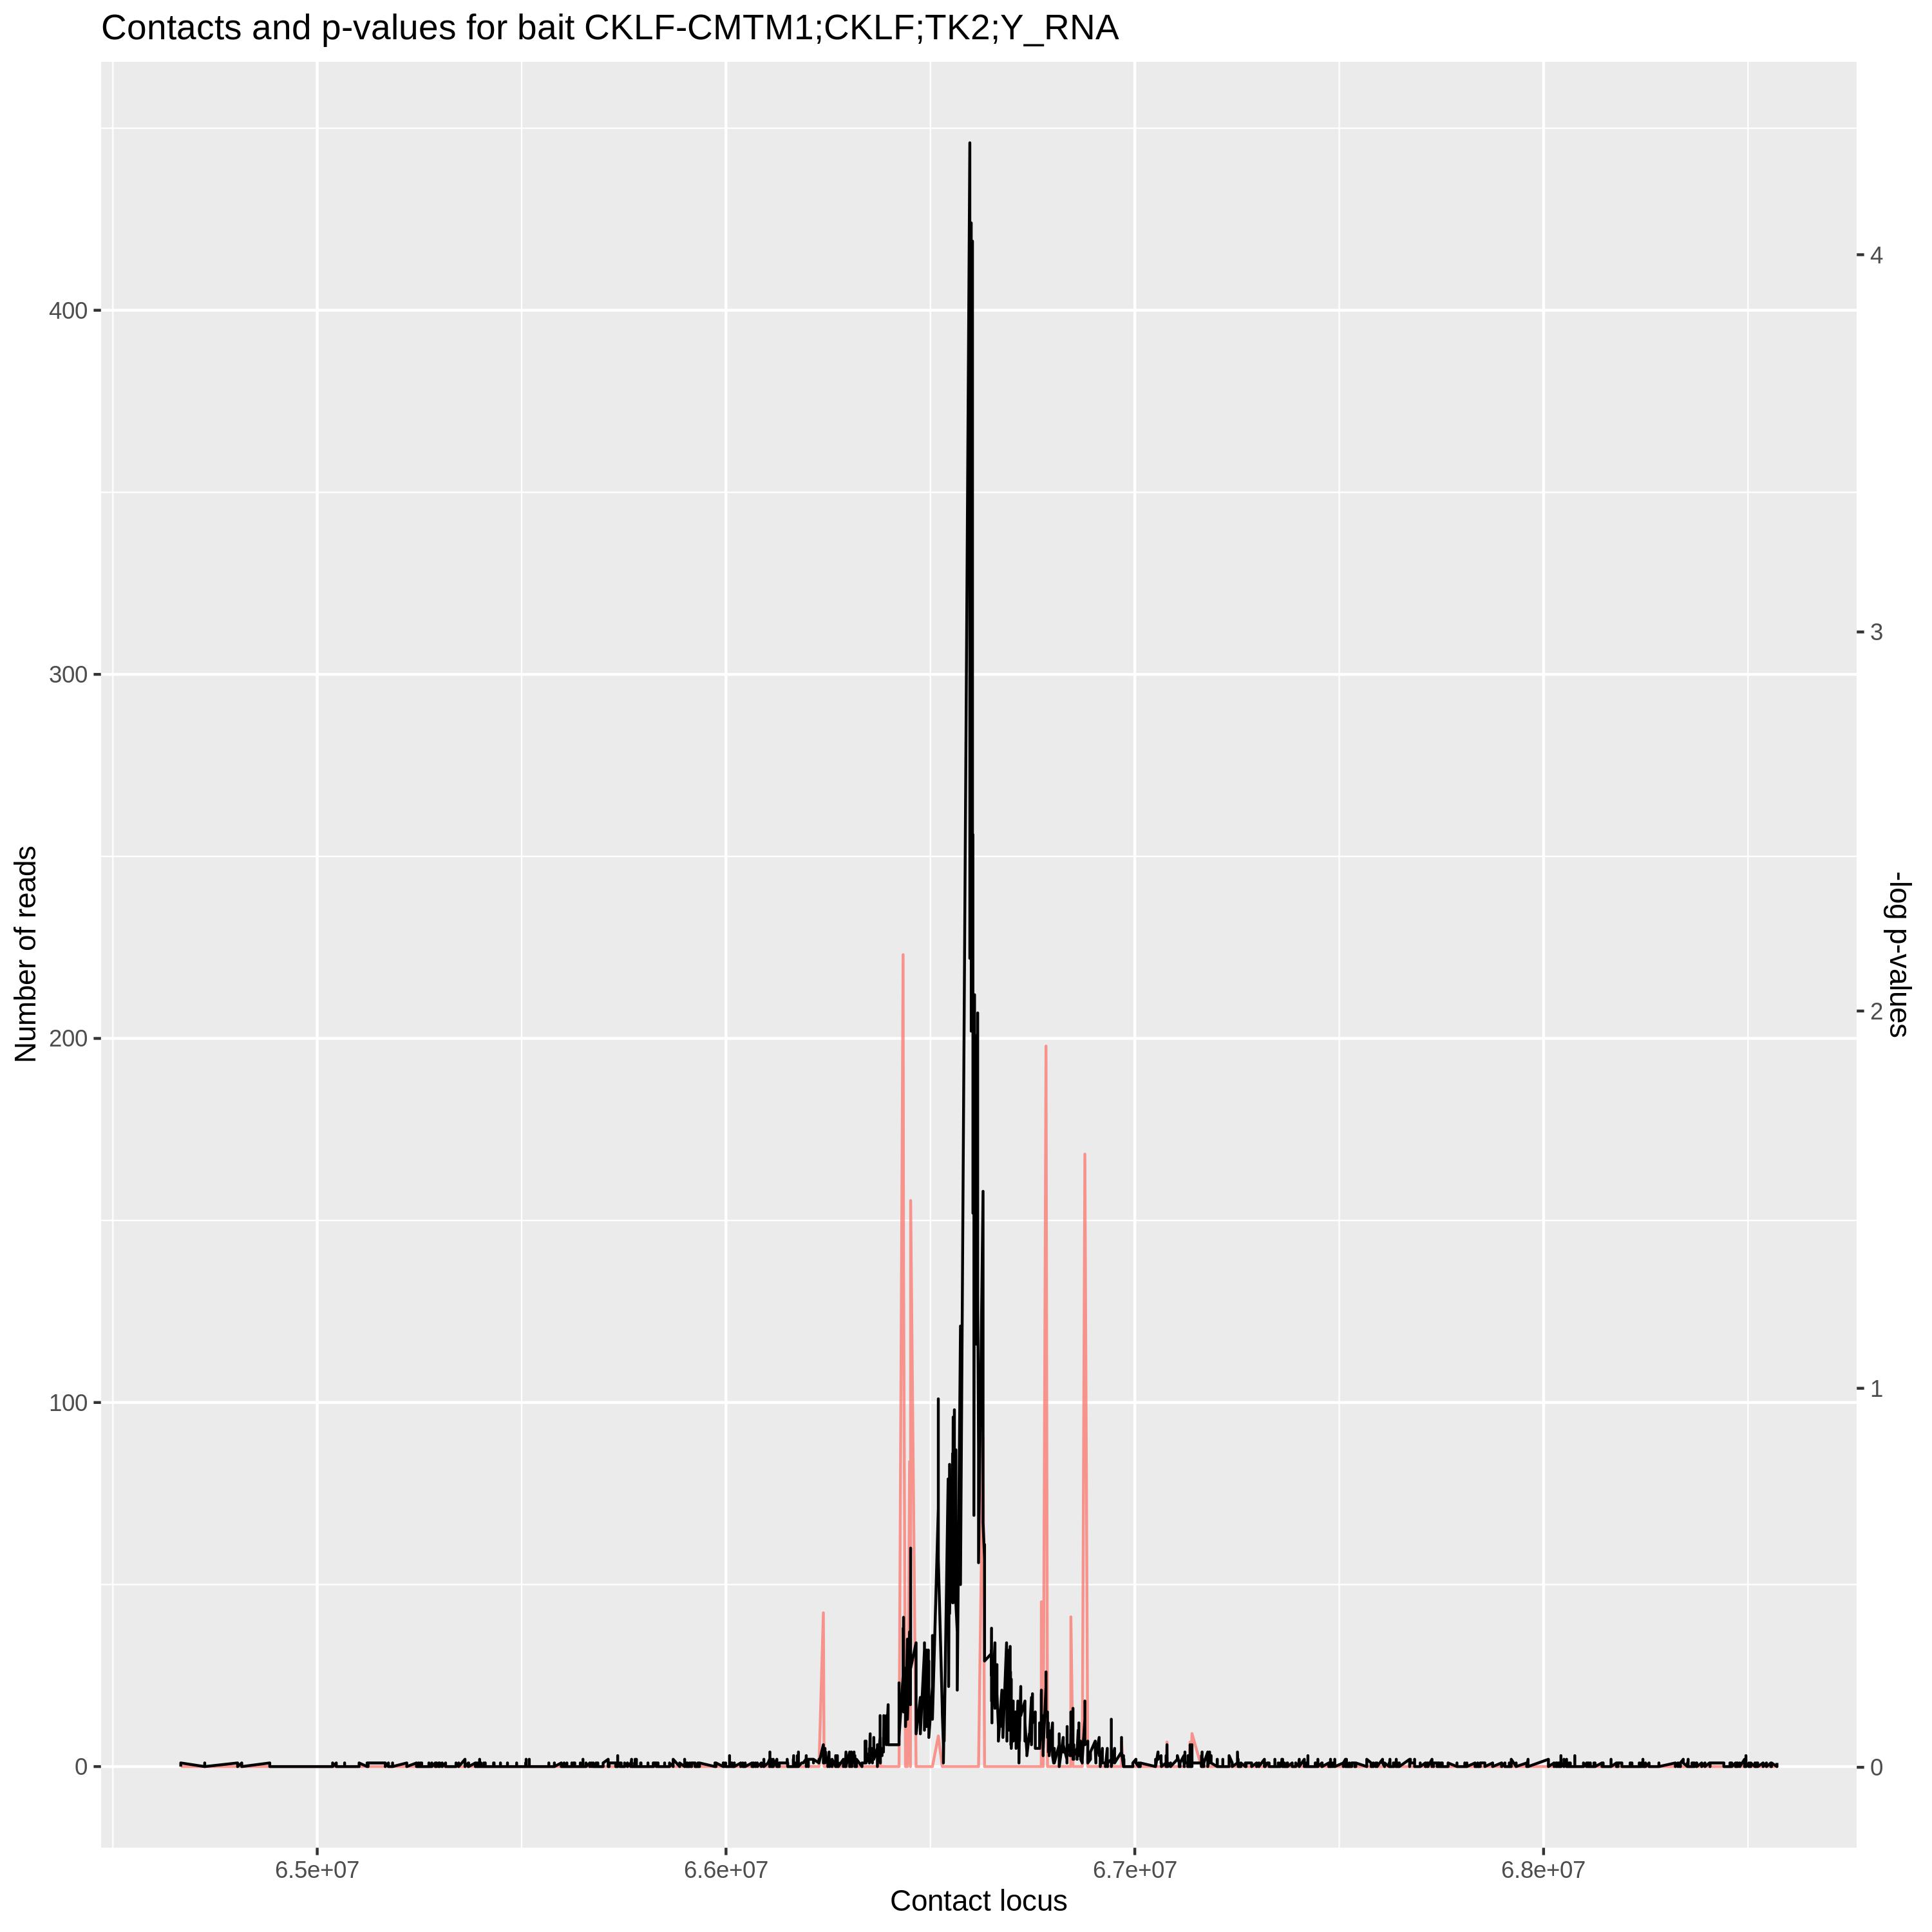 Contacts and p-values for bait CKLF-CMTM1;CKLF;TK2;Y_RNA
Number of reads
400
300
200
100
0
4
3
2
1
0
-log p-values
6.5e+07
6.6e+07
6.7e+07
6.8e+07
Contact locus